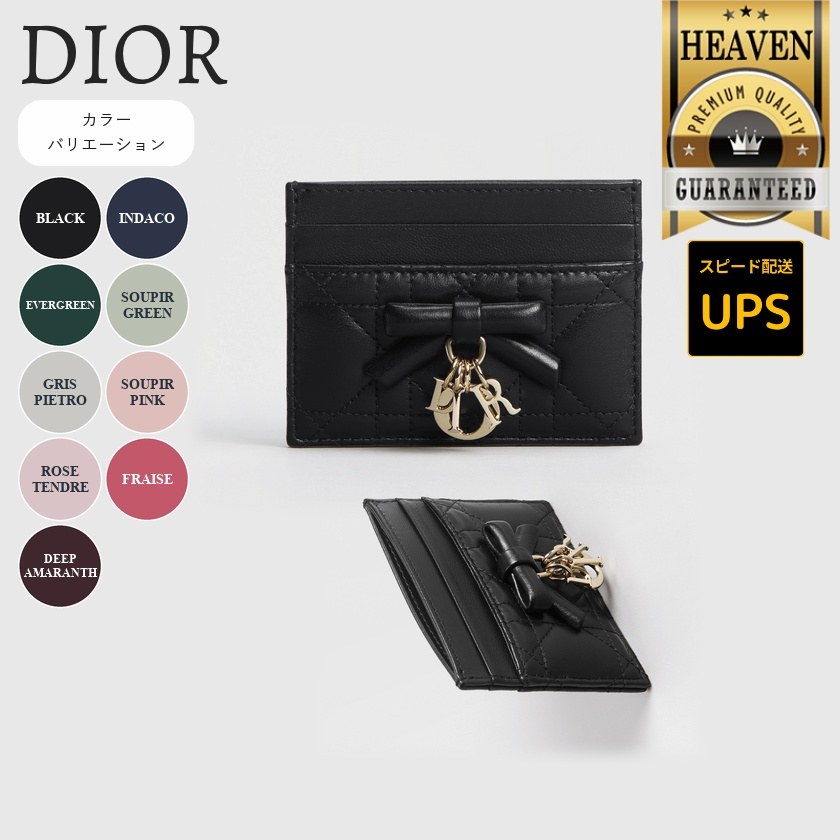 DIOR
カラー
バリエーション
BLACK
INDACO
EVERGREEN
SOUPIR
GREEN
GRIS
PIETRO
SOUPIR
PINK
ROSE
TENDRE
FRAISE
DEEP
AMARANTH
HEAVEN
PREMIUM QUALITY
GUARANTEED
スピード配送
UPS
DIOR